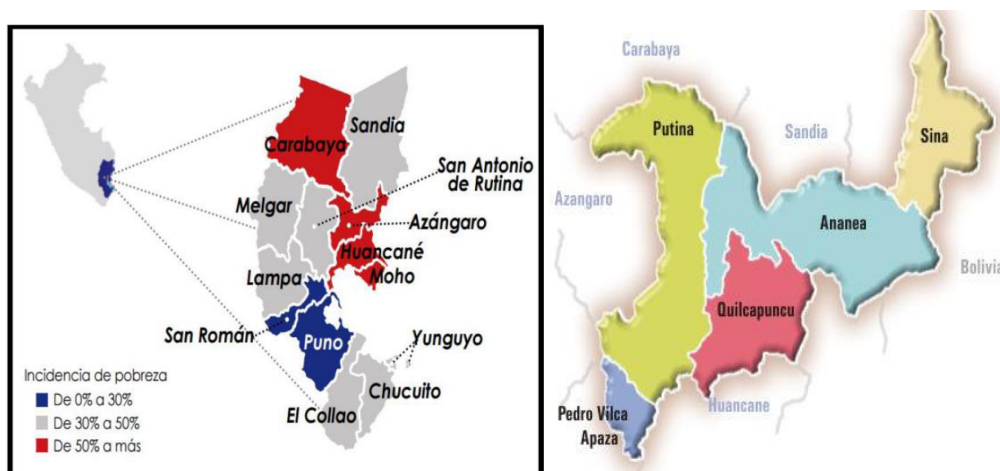 Carabaya
Sandia
San Antonio
de Rutina
Melgar
Azángaro
Huancané
Moho
Lampa
San Román
Puno
Yunguyo
Chucuito
El Collao
Incidencia de pobreza
De 0% a 30%
De 30% a 50%
De 50% a más
Carabaya
Putina
Sandia
Sina
Azangaro
Ananea
Bolivia
Quilcapuncu
Huancane
Pedro Vilca
Apaza